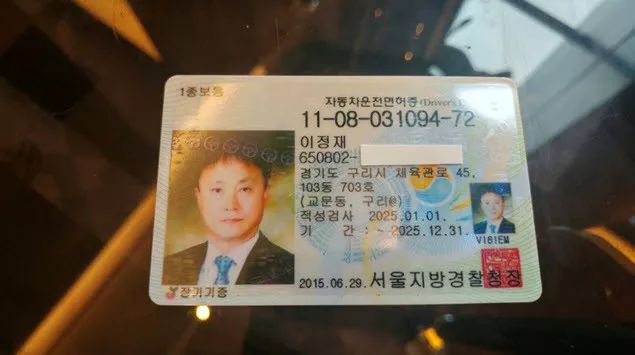 1종보통
자동차운전면허증(Driver's
11-08-031094-72
이정재
650802-
경기도 구리시 체육관로 45,
103동 703호
(교문동, 구리@)
적성검사 2025.01.01.
기 간 : ~ 2025.12.31.
V161EM
2015.06.29. 서울지방경찰청장
장기기증